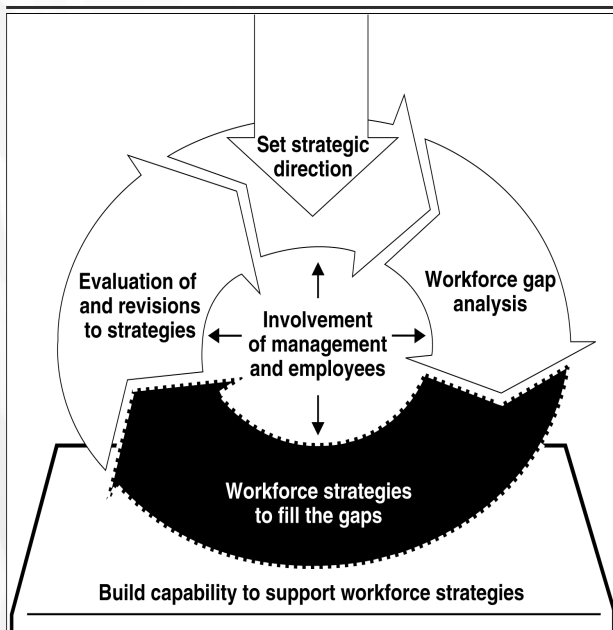 Set strategic
direction
Workforce gap
analysis
Evaluation of
and revisions
to strategies
Involvement
of management
and employees
Workforce strategies
to fill the gaps
Build capability to support workforce strategies